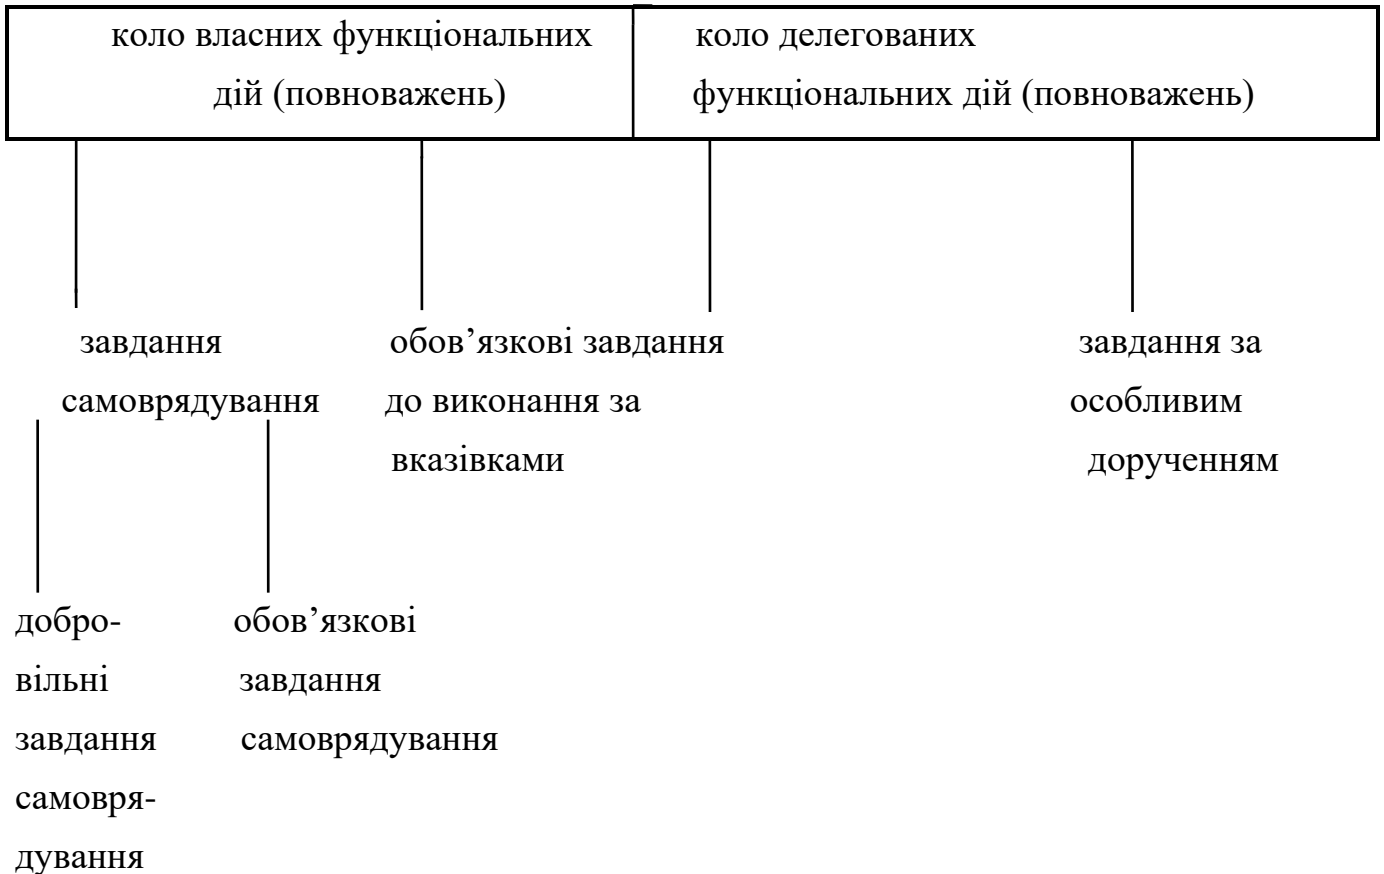 коло власних функціональних
дій (повноважень)
коло делегованих
функціональних дій (повноважень)
завдання
самоврядування
обов’язкові завдання
до виконання за
вказівками
завдання за
особливим
дорученням
добро-
вільні
завдання
самовря-
дування
обов’язкові
завдання
самоврядування